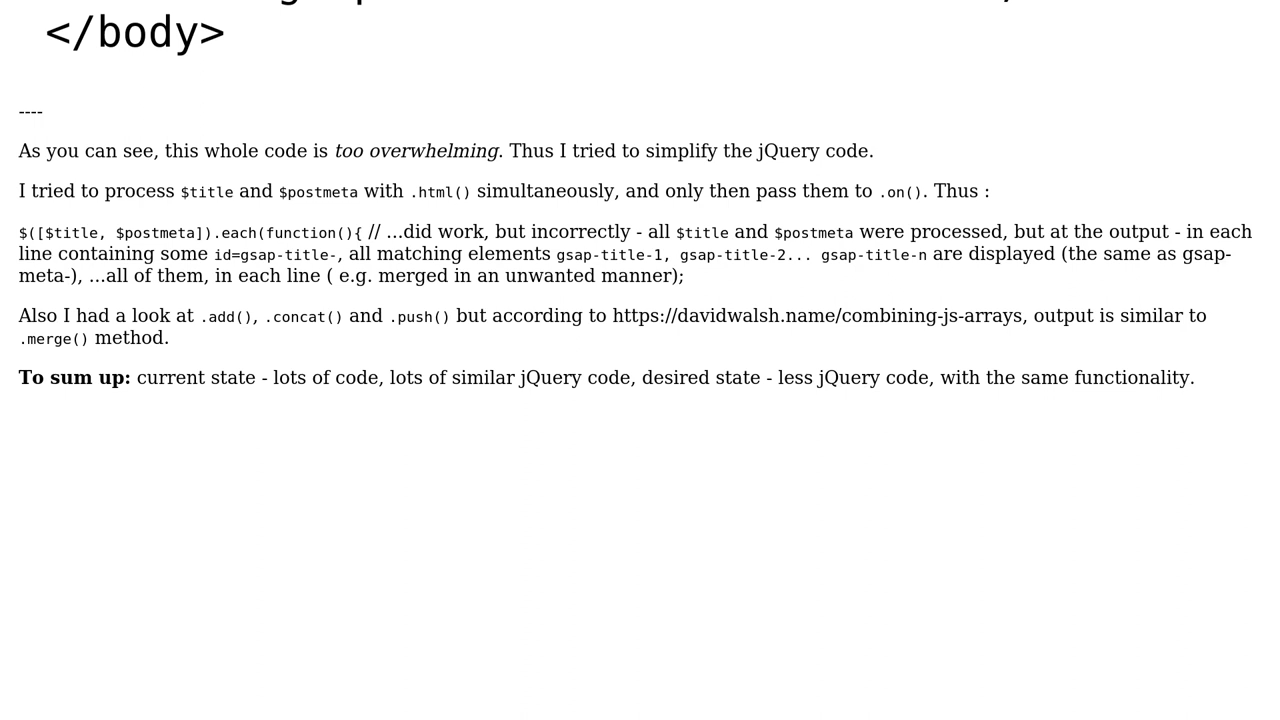 </body>
----
As you can see, this whole code is too overwhelming. Thus I tried to simplify the jQuery code.
I tried to process $title and $postmeta with .html() simultaneously, and only then pass them to .on(). Thus :
$([$title, $postmeta]).each(function(){ // ...did work, but incorrectly - all $title and $postmeta were processed, but at the output - in each
line containing some id=gsap-title-, all matching elements gsap-title-1, gsap-title-2... gsap-title-n are displayed (the same as gsap-
meta-), ...all of them, in each line ( e.g. merged in an unwanted manner);
Also I had a look at .add(), .concat() and .push() but according to https://davidwalsh.name/combining-js-arrays, output is similar to
.merge() method.
To sum up: current state - lots of code, lots of similar jQuery code, desired state - less jQuery code, with the same functionality.